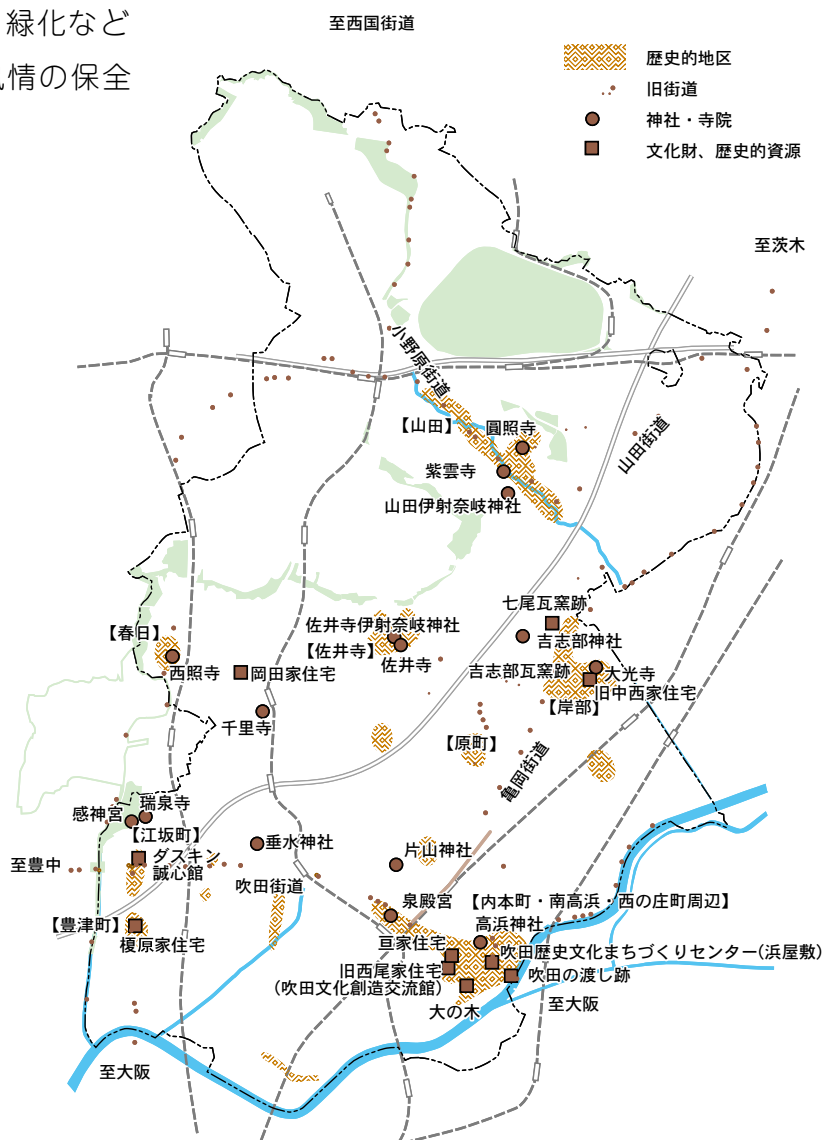 緑化など
情の保全
至西国街道
歴史的地区
旧街道
神社・寺院
文化財、歴史的資源
至茨木
小野原街道
【山田】
圓照寺
山田街道
紫雲寺
山田伊射奈岐神社
七尾瓦窯跡
佐井寺伊射奈岐神社
吉志部神社
【春日】
【佐井寺】
佐井寺
西照寺
岡田家住宅
吉志部瓦窯跡
大光寺
旧中西家住宅
【岸部】
千里寺
【原町】
亀岡街道
瑞泉寺
感神宮
【江坂町】
垂水神社
片山神社
ダスキン
誠心館
至豊中
吹田街道
泉殿宮
【内本町・南高浜・西の庄町周辺】
高浜神社
【豊津町】
榎原家住宅
亘家住宅
吹田歴史文化まちづくりセンター(浜屋敷)
旧西尾家住宅
(吹田文化創造交流館)
吹田の渡し跡
大の木
至大阪
至大阪